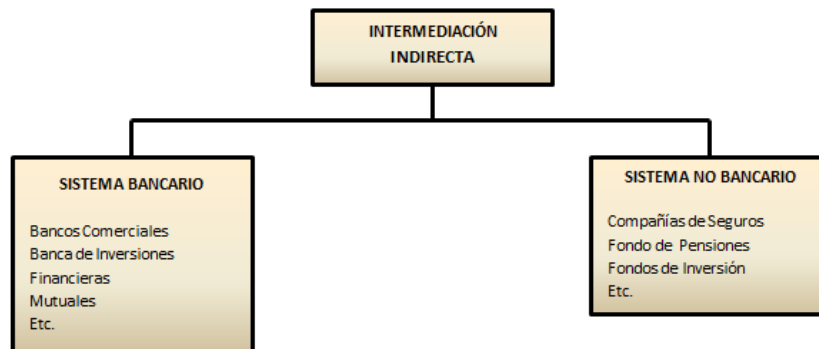 INTERMEDIACIÓN
INDIRECTA
SISTEMA BANCARIO
Bancos Comerciales
Banca de Inversiones
Financieras
Mutuales
Etc.
SISTEMA NO BANCARIO
Compañías de Seguros
Fondo de Pensiones
Fondos de Inversión
Etc.